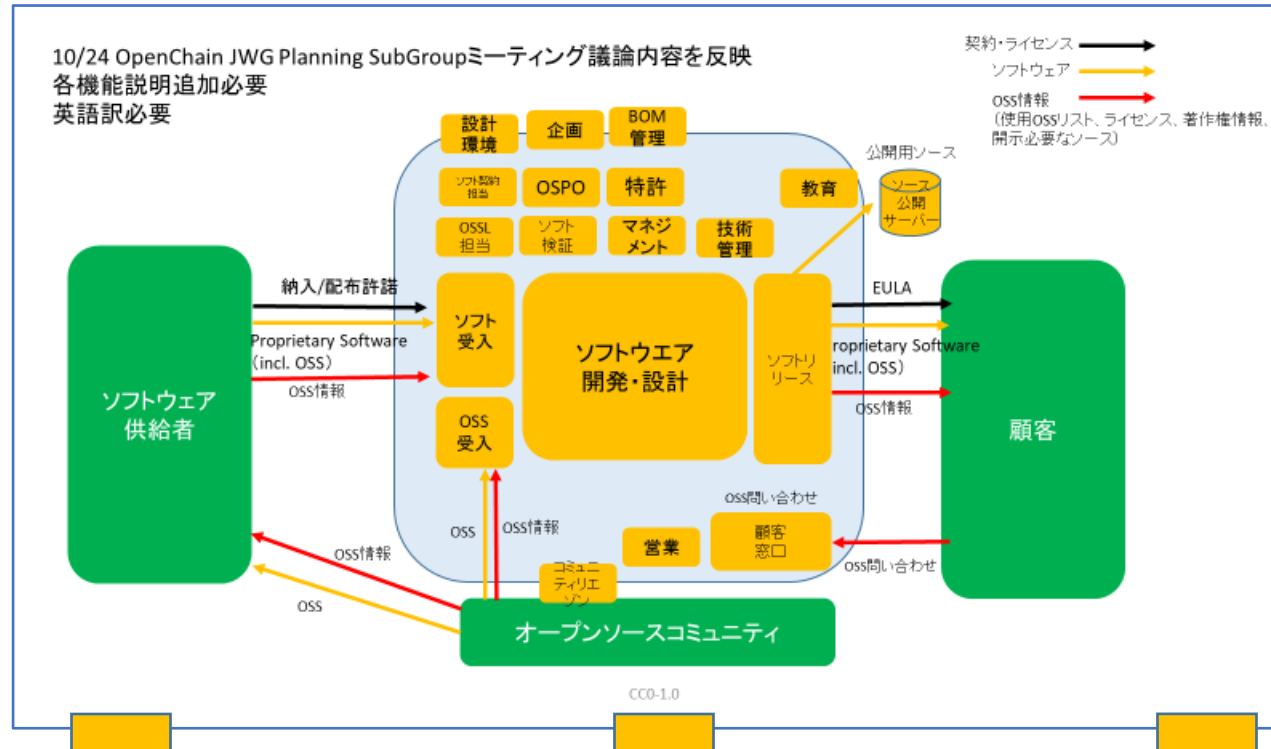 10/24 OpenChain JWG Planning SubGroupミーティング議論内容を反映
各機能説明追加必要
英語訳必要
契約・ライセンス
ソフトウェア
OSS情報
(使用OSSリスト、ライセンス、著作権情報、
開示必要なソース)
設計
環境
企画
BOM
管理
公開用ソース
ソフト契約
担当
OSPO
特許
教育
ソース
公開
サーバー
OSSL
担当
ソフト
検証
マネジ
メント
技術
管理
納入/配布許諾
EULA
ソフト
受入
ソフトウエア
開発・設計
ソフトリ
リース
Proprietary Software
(incl. OSS)
roprietary Software
incl. OSS)
OSS情報
OSS情報
ソフトウェア
供給者
OSS
受入
顧客
OSS問い合わせ
OSS
OSS情報
営業
顧客
窓口
OSS情報
OSS問い合わせ
コミュニ
ティリエ
ゾン
OSS
オープンソースコミュニティ
CC0-1.0